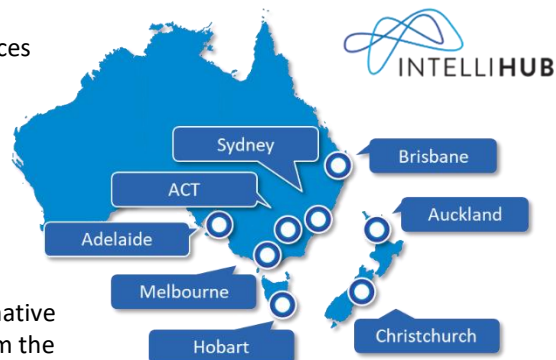 ces
INTELLIHUB
Sydney
Brisbane
ACT
Auckland
Adelaide
Melbourne
native
Christchurch
m the
Hobart